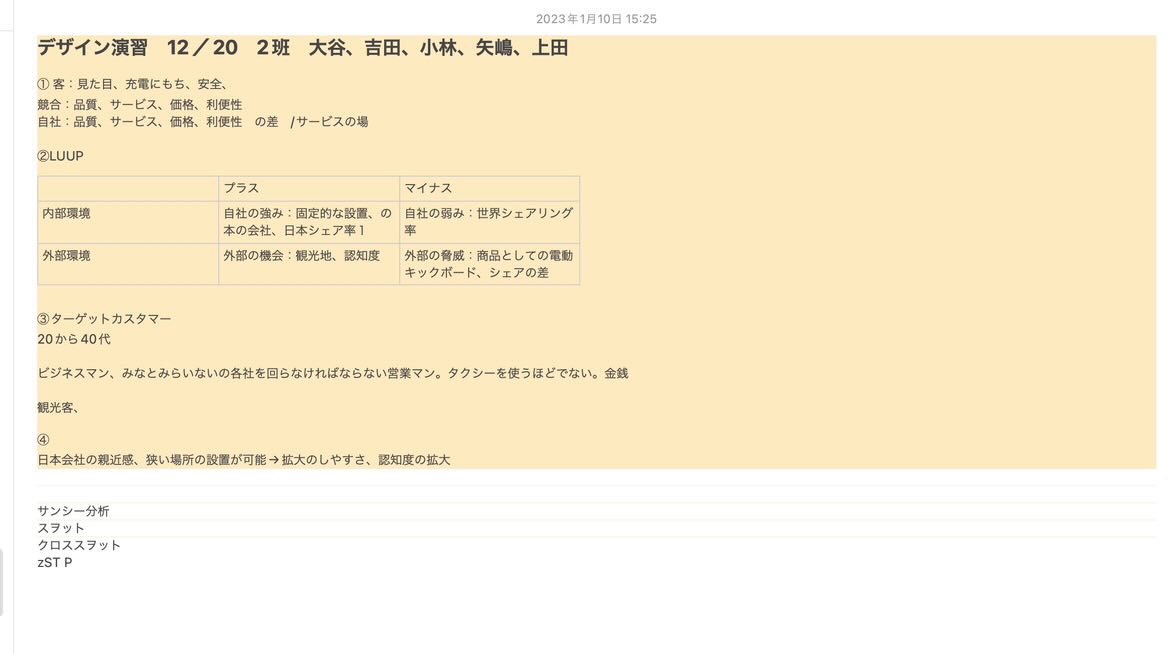 2023年1月10日 15:25
デザイン演習　12／20　2班　大谷、吉田、小林、矢嶋、上田
① 客：見た目、充電にもち、安全、
競合：品質、サービス、価格、利便性
自社：品質、サービス、価格、利便性　の差　/サービスの場
②LUUP
プラス
マイナス
内部環境
自社の強み：固定的な設置、の
本の会社、日本シェア率１
自社の弱み：世界シェアリング
率
外部環境
外部の機会：観光地、認知度
外部の脅威：商品としての電動
キックボード、シェアの差
③ターゲットカスタマー
20から40代
ビジネスマン、みなとみらいないの各社を回らなければならない営業マン。タクシーを使うほどでない。金銭
観光客、
④
日本会社の親近感、狭い場所の設置が可能→拡大のしやすさ、認知度の拡大
サンシー分析
スヲット
クロススヲット
zST P